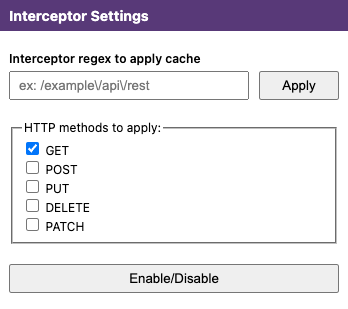 Interceptor Settings
Interceptor regex to apply cache
ex: /example\/api\/rest
Apply
HTTP methods to apply:
GET
POST
PUT
DELETE
PATCH
Enable/Disable